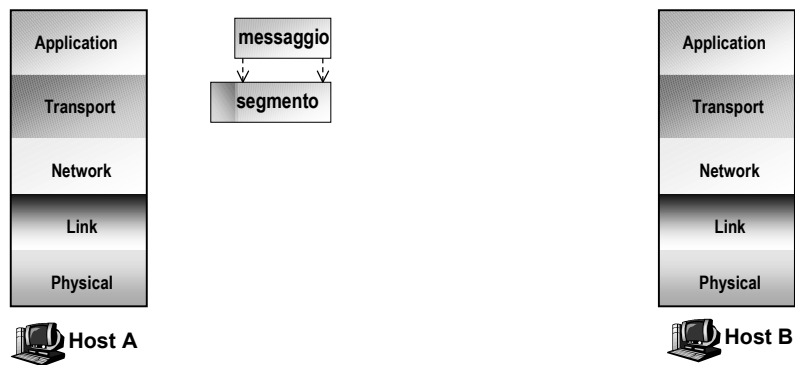 Application
Transport
Network
Link
Physical
Host A
messaggio
segmento
Application
Transport
Network
Link
Physical
Host B